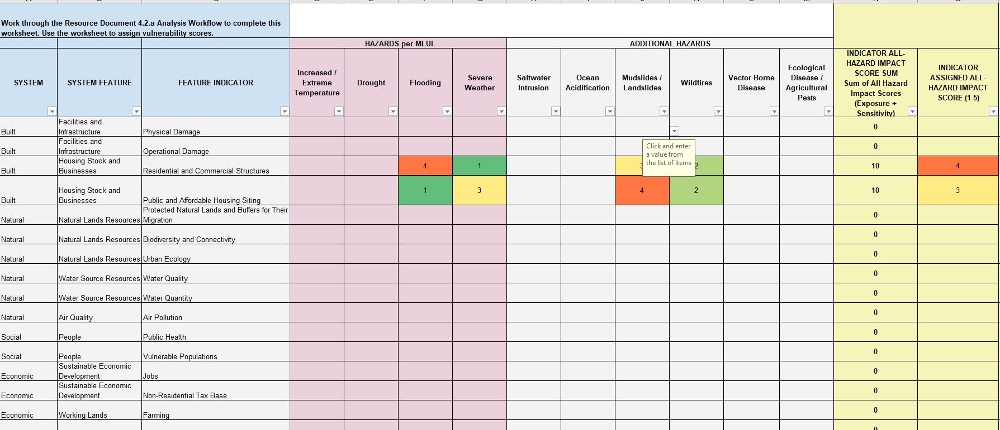 Work through the Resource Document 4.2.a Analysis Workflow to complete this
worksheet. Use the worksheet to assign vulnerability scores.
HAZARDS per MLUL
ADDITIONAL HAZARDS
SYSTEM
SYSTEM FEATURE
FEATURE INDICATOR
Increased /
Extreme
Temperature
Drought
Flooding
Severe
Weather
Saltwater
Intrusion
Ocean
Acidification
Mudslides /
Landslides
Wildfires
Vector-Borne
Disease
Ecological
Disease /
Agricultural
Pests
INDICATOR ALL-
HAZARD IMPACT
SCORE SUM
Sum of All Hazard
Impact Scores
(Exposure +
Sensitivity)
INDICATOR
ASSIGNED ALL-
HAZARD IMPACT
SCORE (1-5)
Built
Facilities and
Infrastructure
Physical Damage
0
Built
Facilities and
Infrastructure
Operational Damage
0
Click and enter
a value from
the list of items
Built
Housing Stock and
Businesses
Residential and Commercial Structures
4
1
3
2
10
4
Built
Housing Stock and
Businesses
Public and Affordable Housing Siting
1
3
4
2
10
3
Natural
Natural Lands Resources
Protected Natural Lands and Buffers for Their
Migration
0
Natural
Natural Lands Resources
Biodiversity and Connectivity
0
Natural
Natural Lands Resources
Urban Ecology
0
Natural
Water Source Resources
Water Quality
0
Natural
Water Source Resources
Water Quantity
0
Natural
Air Quality
Air Pollution
0
Social
People
Public Health
0
Social
People
Vulnerable Populations
0
Economic
Sustainable Economic
Development
Jobs
0
Economic
Sustainable Economic
Development
Non-Residential Tax Base
0
Economic
Working Lands
Farming
0